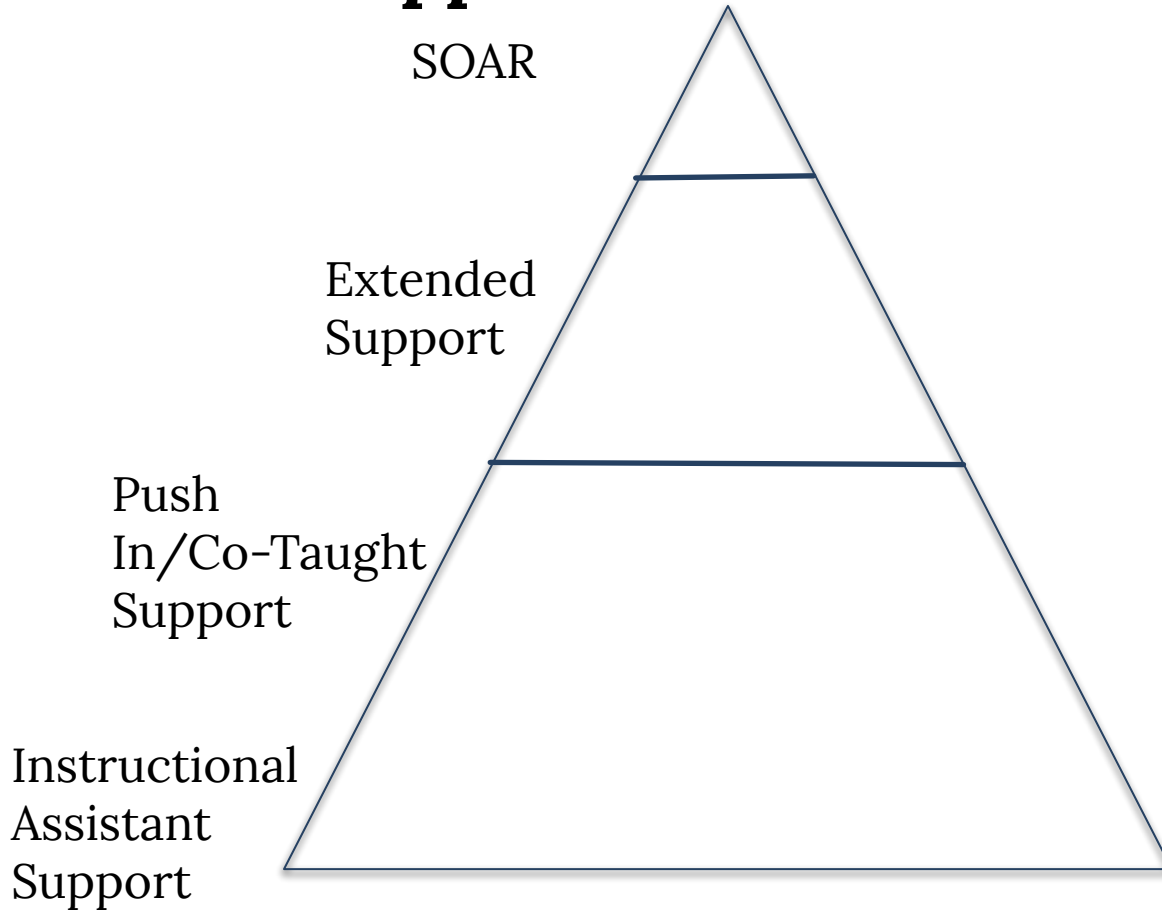 SOAR
Extended
Support
Push
In/Co-Taught
Support
Instructional
Assistant
Support